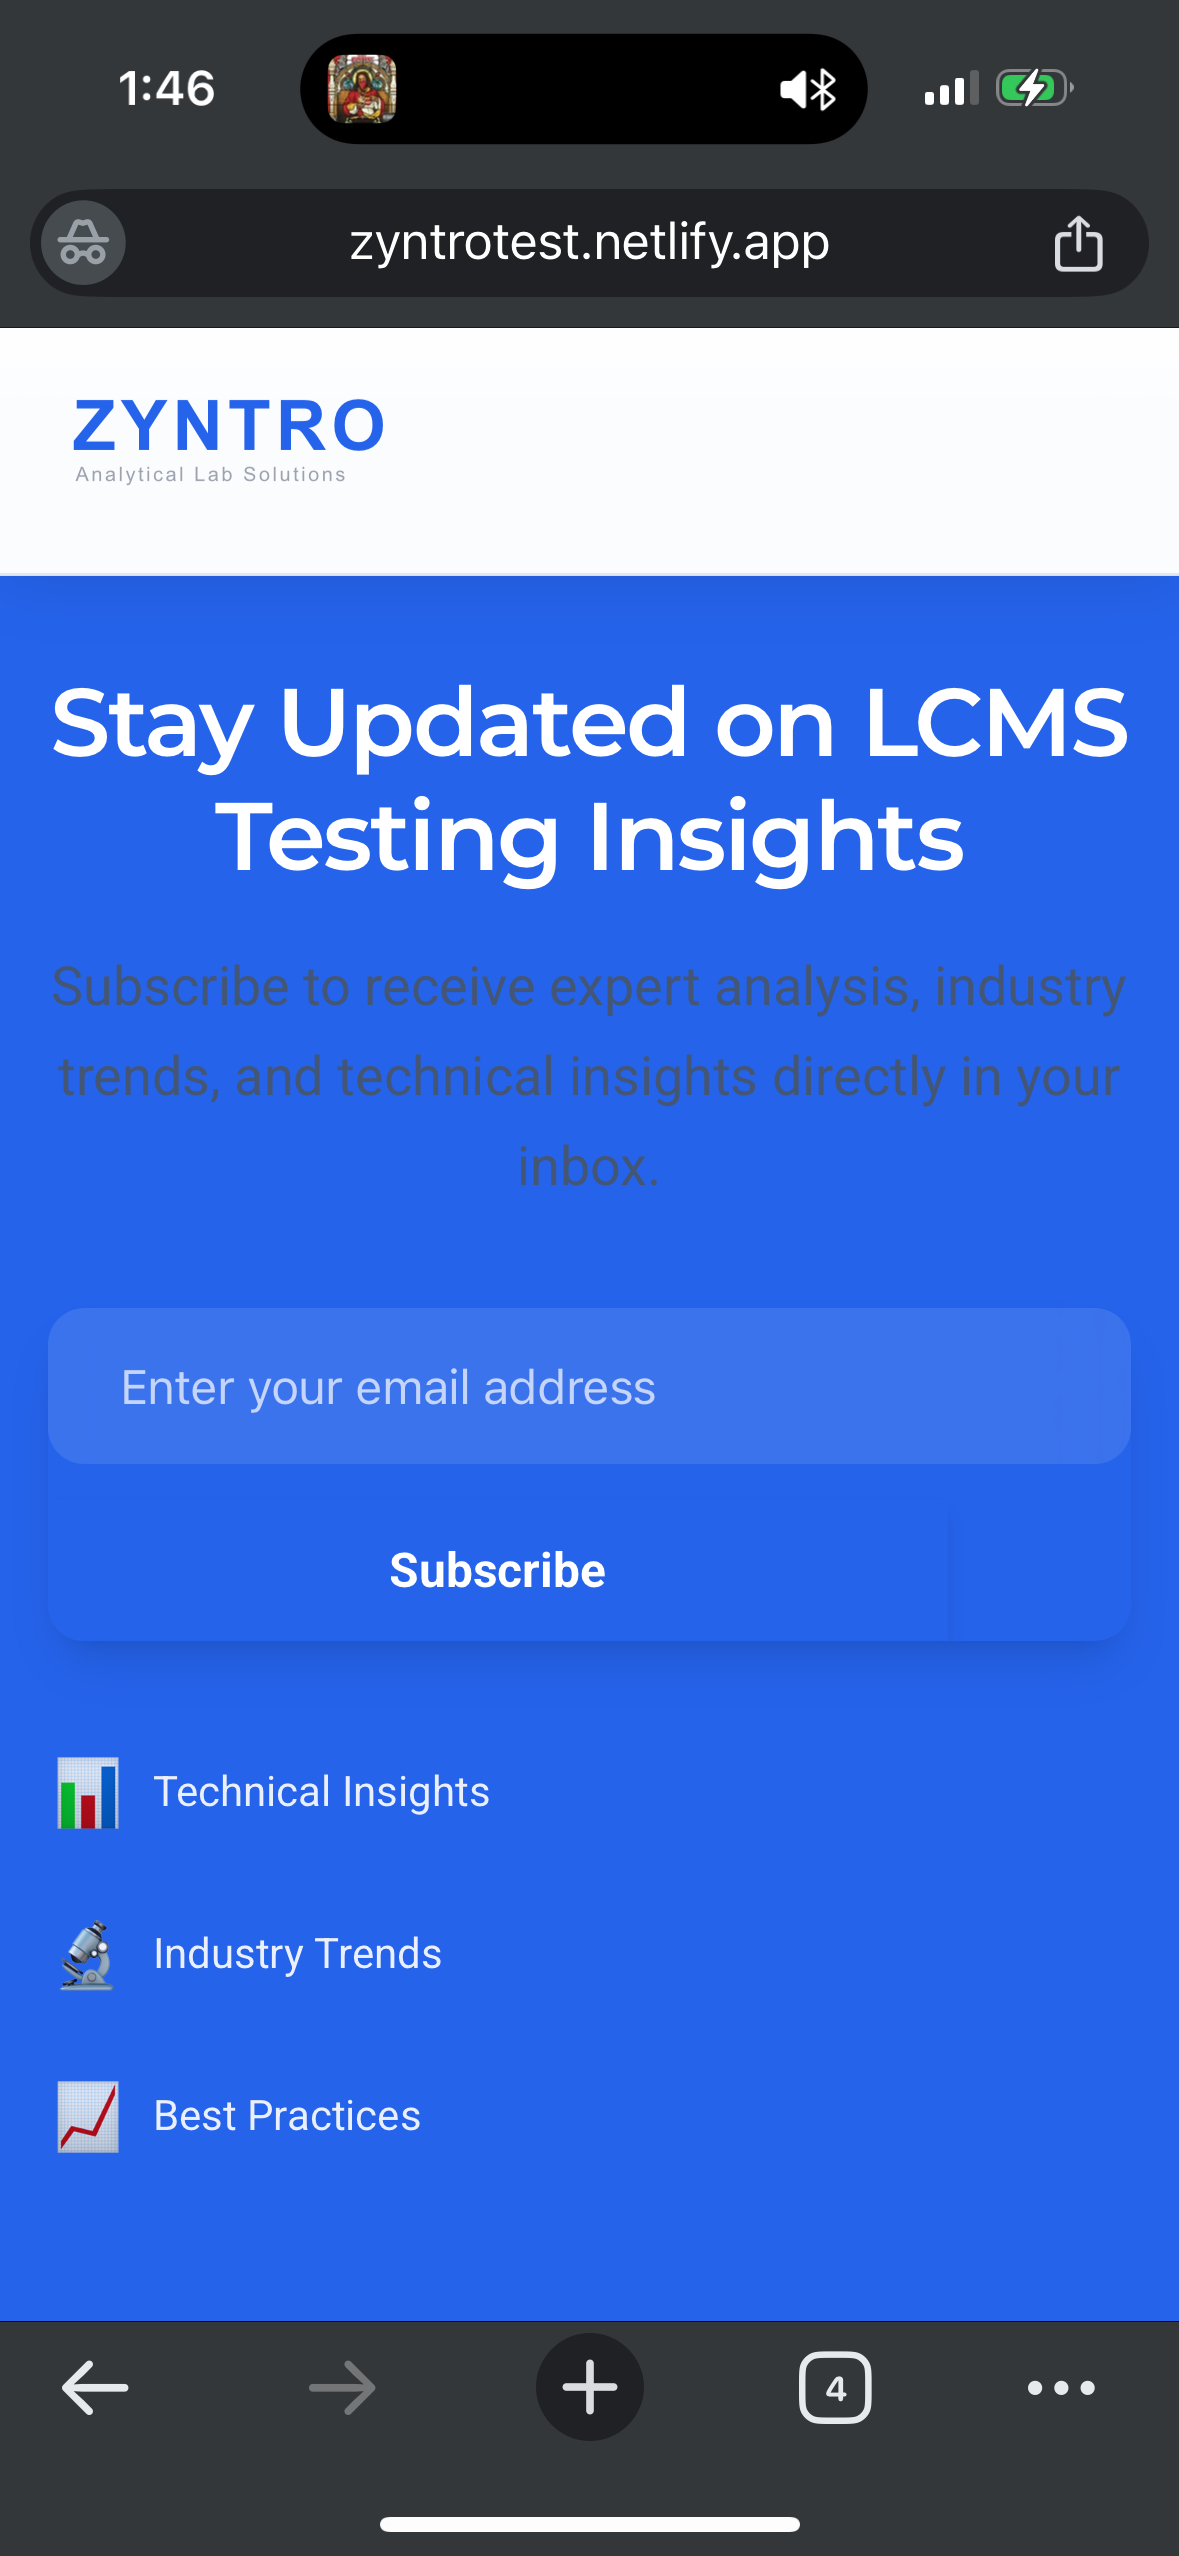 1:46
zyntrotest.netlify.app
ZYNTRO
Analytical Lab Solutions
Stay Updated on LCMS
Testing Insights
Subscribe to receive expert analysis, industry
trends, and technical insights directly in your
inbox.
Enter your email address
Subscribe
Technical Insights
Industry Trends
Best Practices
4